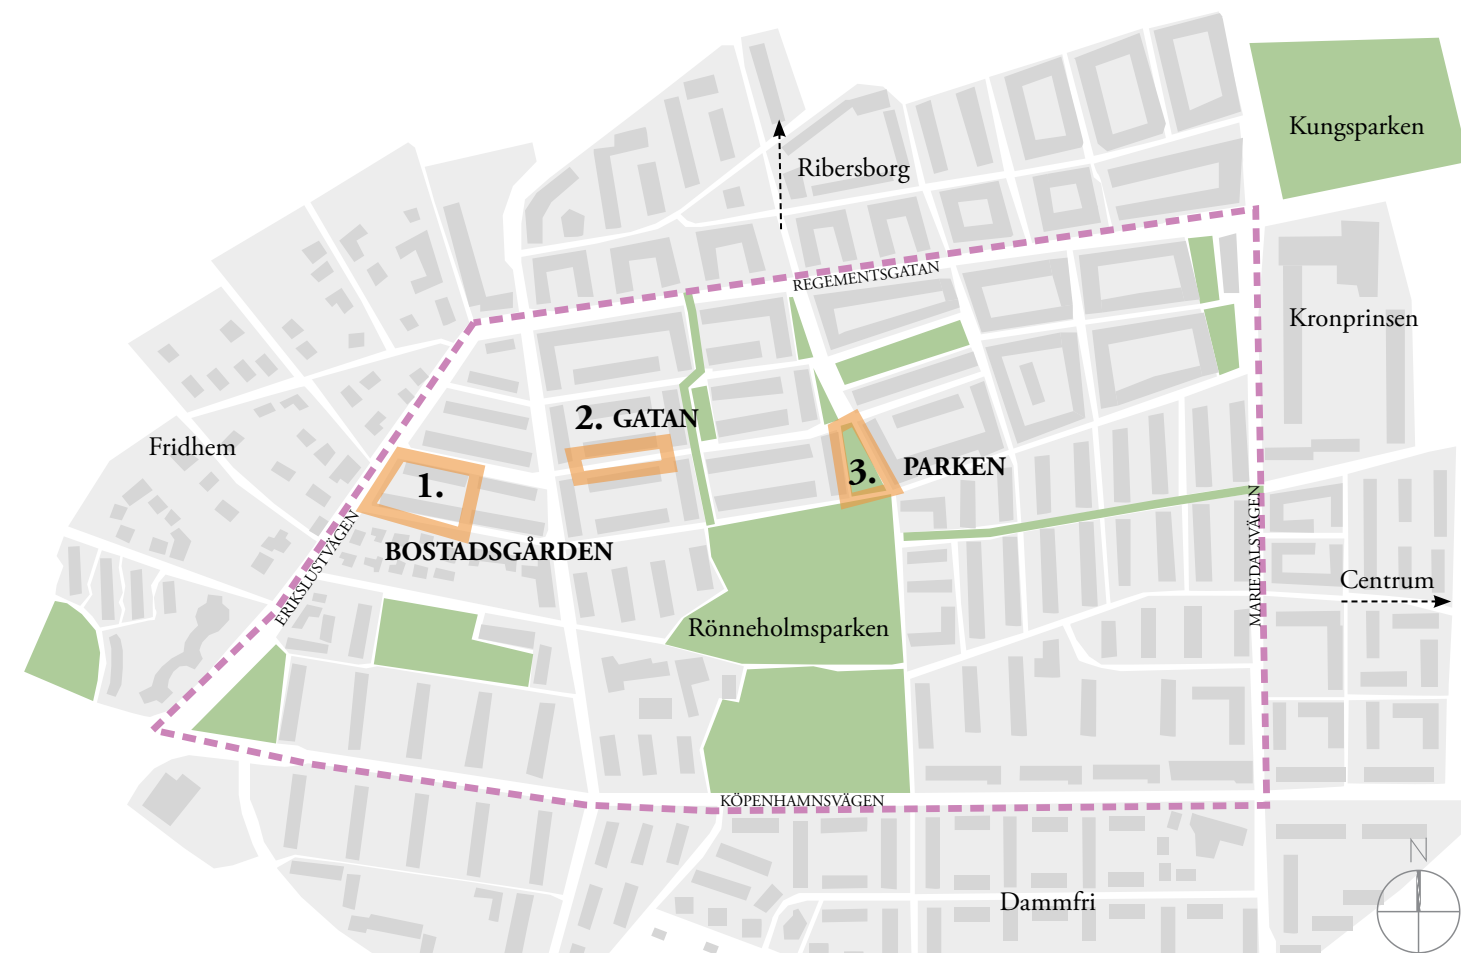 Kungsparken
Ribersborg
REGEMENTSGATAN
Kronprinsen
2. GATAN
Fridhem
3. PARKEN
1.
BOSTADSGÅRDEN
ERIKSLUSTVÄGEN
MARIEDALSVÄGEN
Centrum
Rönneholmsparken
KÖPENHAMNSVÄGEN
N
Dammfri